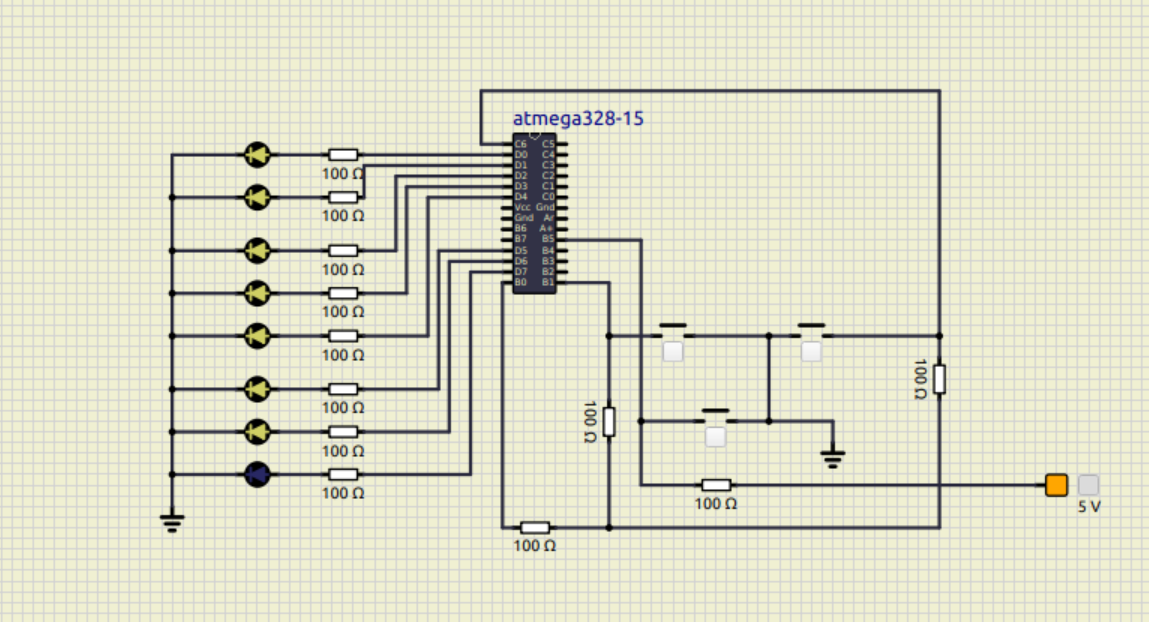 atmega328-15
C6 C5
D0 C4
D1 C3
D2 C2
D3 C1
D4 C0
Vcc Gnd
Gnd Ar
B6 A+
B7 B5
D5 B4
D6 B3
D7 B2
B0 B1
100 Ω
100 Ω
100 Ω
100 Ω
100 Ω
100 Ω
100 Ω
100 Ω
100 Ω
100 Ω
100 Ω
5 V
100 Ω